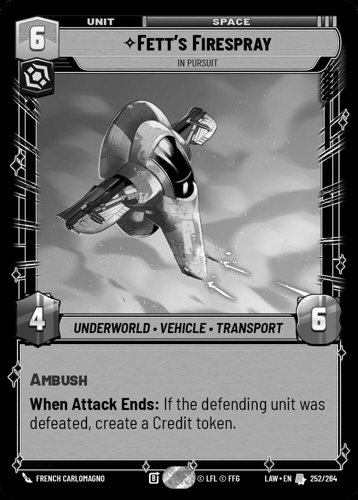 UNIT
SPACE
6
✧FETT'S FIRESPRAY
IN PURSUIT
4
UNDERWORLD • VEHICLE • TRANSPORT
6
AMBUSH
When Attack Ends: If the defending unit was
defeated, create a Credit token.
FRENCH CARLOMAGNO
© LFL © FFG
LAW • EN
252/264